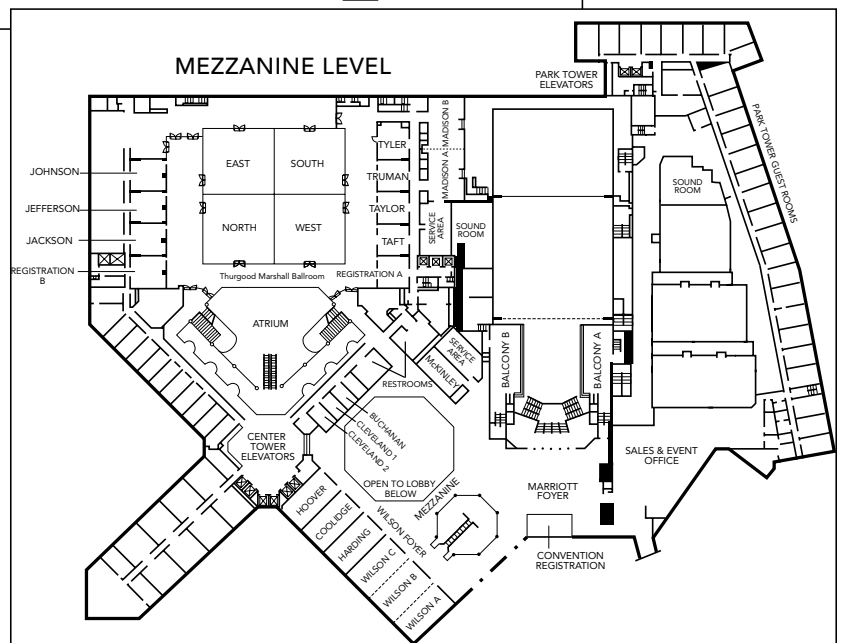 MEZZANINE LEVEL
PARK TOWER
ELEVATORS
PARK TOWER GUEST ROOMS
JOHNSON
JEFFERSON
JACKSON
REGISTRATION
B
EAST
SOUTH
NORTH
WEST
Thurgood Marshall Ballroom
REGISTRATION A
TYLER
TRUMAN
TAYLOR
TAFT
MADISON B
MADISON A
SERVICE
AREA
SOUND
ROOM
SOUND
ROOM
ATRIUM
RESTROOMS
SERVICE
AREA
McKINLEY
BALCONY B
BALCONY A
BUCHANAN
CLEVELAND 1
CLEVELAND 2
CENTER
TOWER
ELEVATORS
OPEN TO LOBBY
BELOW
MEZZANINE
WILSON FOYER
HOOVER
COOLIDGE
HARDING
WILSON C
WILSON B
WILSON A
MARRIOTT
FOYER
CONVENTION
REGISTRATION
SALES & EVENT
OFFICE